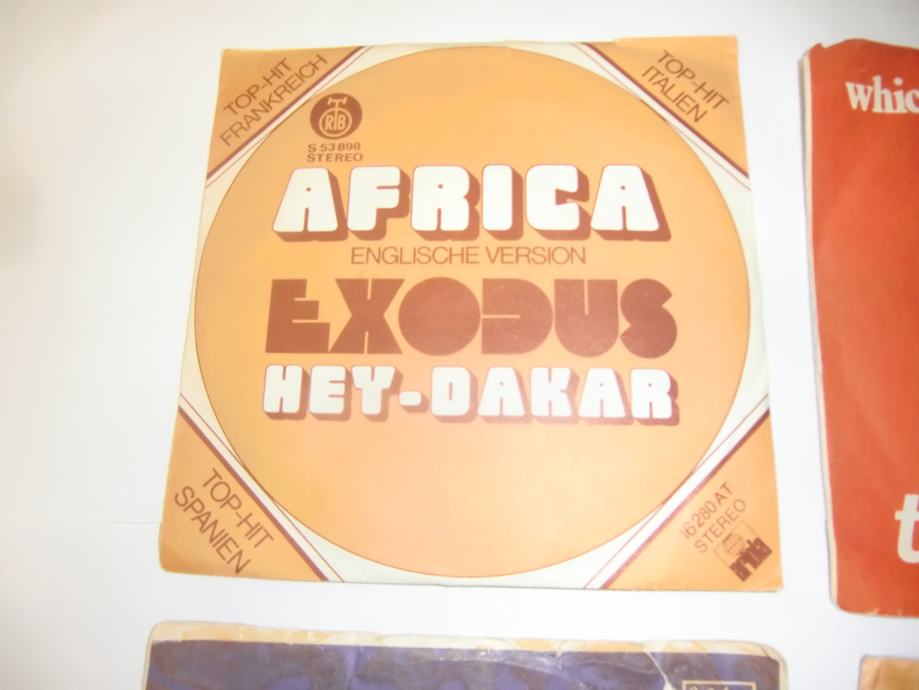 TOP-HIT
FRANKREICH
TOP-HIT
ITALIEN
RTB
S 53 898
STEREO
AFRICA
ENGLISCHE VERSION
EXODUS
HEY-DAKAR
TOP-HIT
SPANIEN
16 280 AT
STEREO
ariola
whic
t